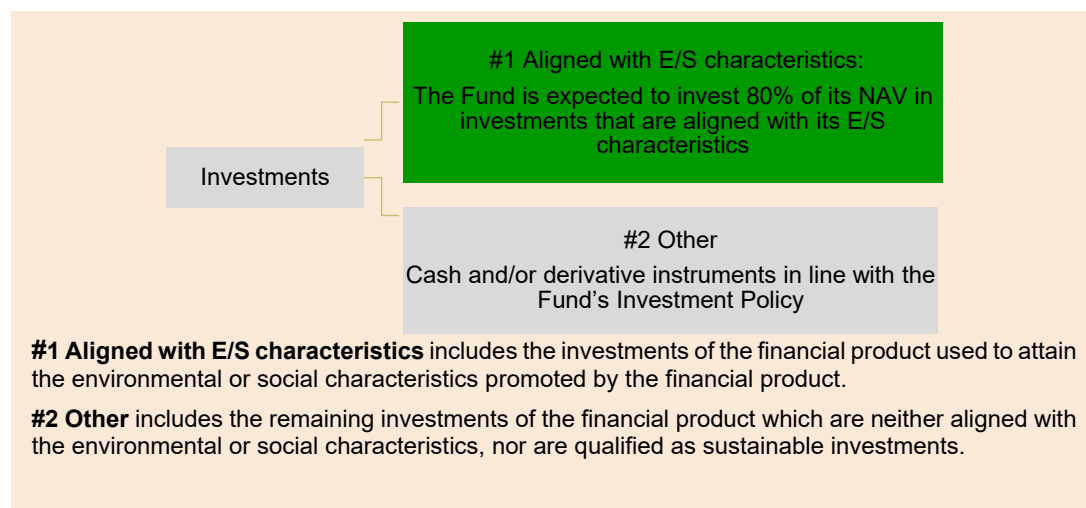 #1 Aligned with E/S characteristics:
The Fund is expected to invest 80% of its NAV in
investments that are aligned with its E/S
characteristics
Investments
#2 Other
Cash and/or derivative instruments in line with the
Fund’s Investment Policy
#1 Aligned with E/S characteristics includes the investments of the financial product used to attain
the environmental or social characteristics promoted by the financial product.
#2 Other includes the remaining investments of the financial product which are neither aligned with
the environmental or social characteristics, nor are qualified as sustainable investments.